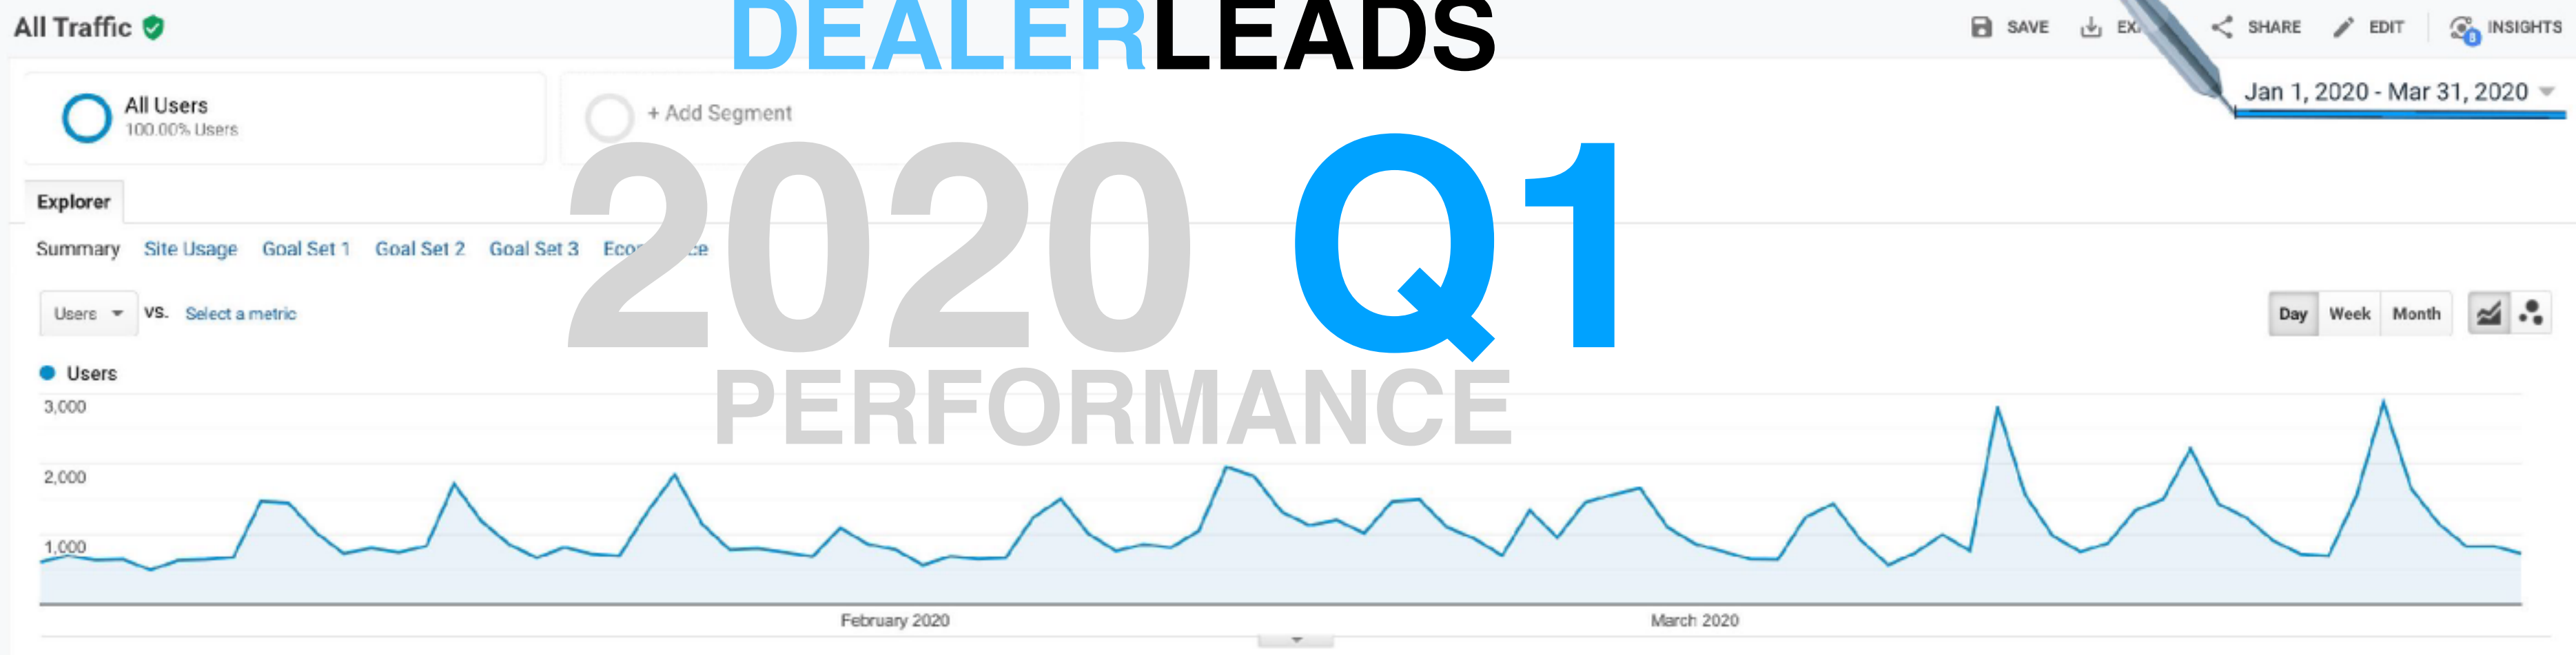 All Traffic
DEALERLEADS
SAVE
SHARE
EDIT
INSIGHTS
8
All Users
100.00% Users
+ Add Segment
Jan 1, 2020 - Mar 31, 2020
2020 Q1
Explorer
Summary Site Usage Goal Set 1 Goal Set 2 Goal Set 3
Users VS. Select a metric
Day Week Month
PERFORMANCE
Users
3,000
2,000
1,000
February 2020
March 2020